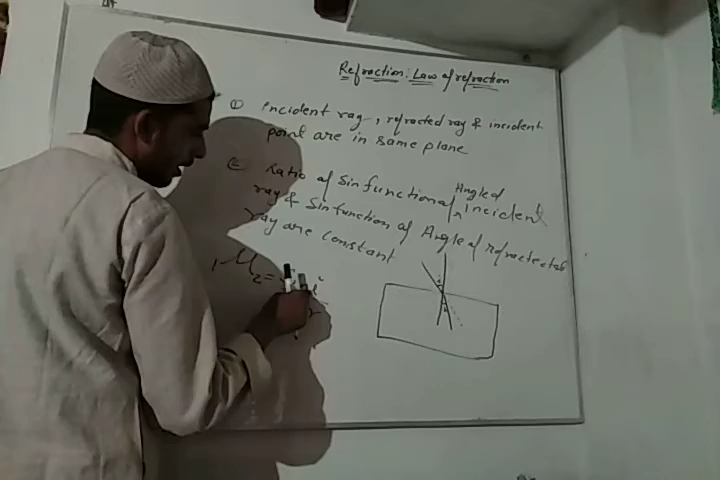 Refraction: Law of refraction
① Incident ray, refracted ray & incident
point are in same plane
Ratio of Sin function of Angle of Incident
ray & Sin function of Angle of refracted
ray are constant
₁μ₂ =